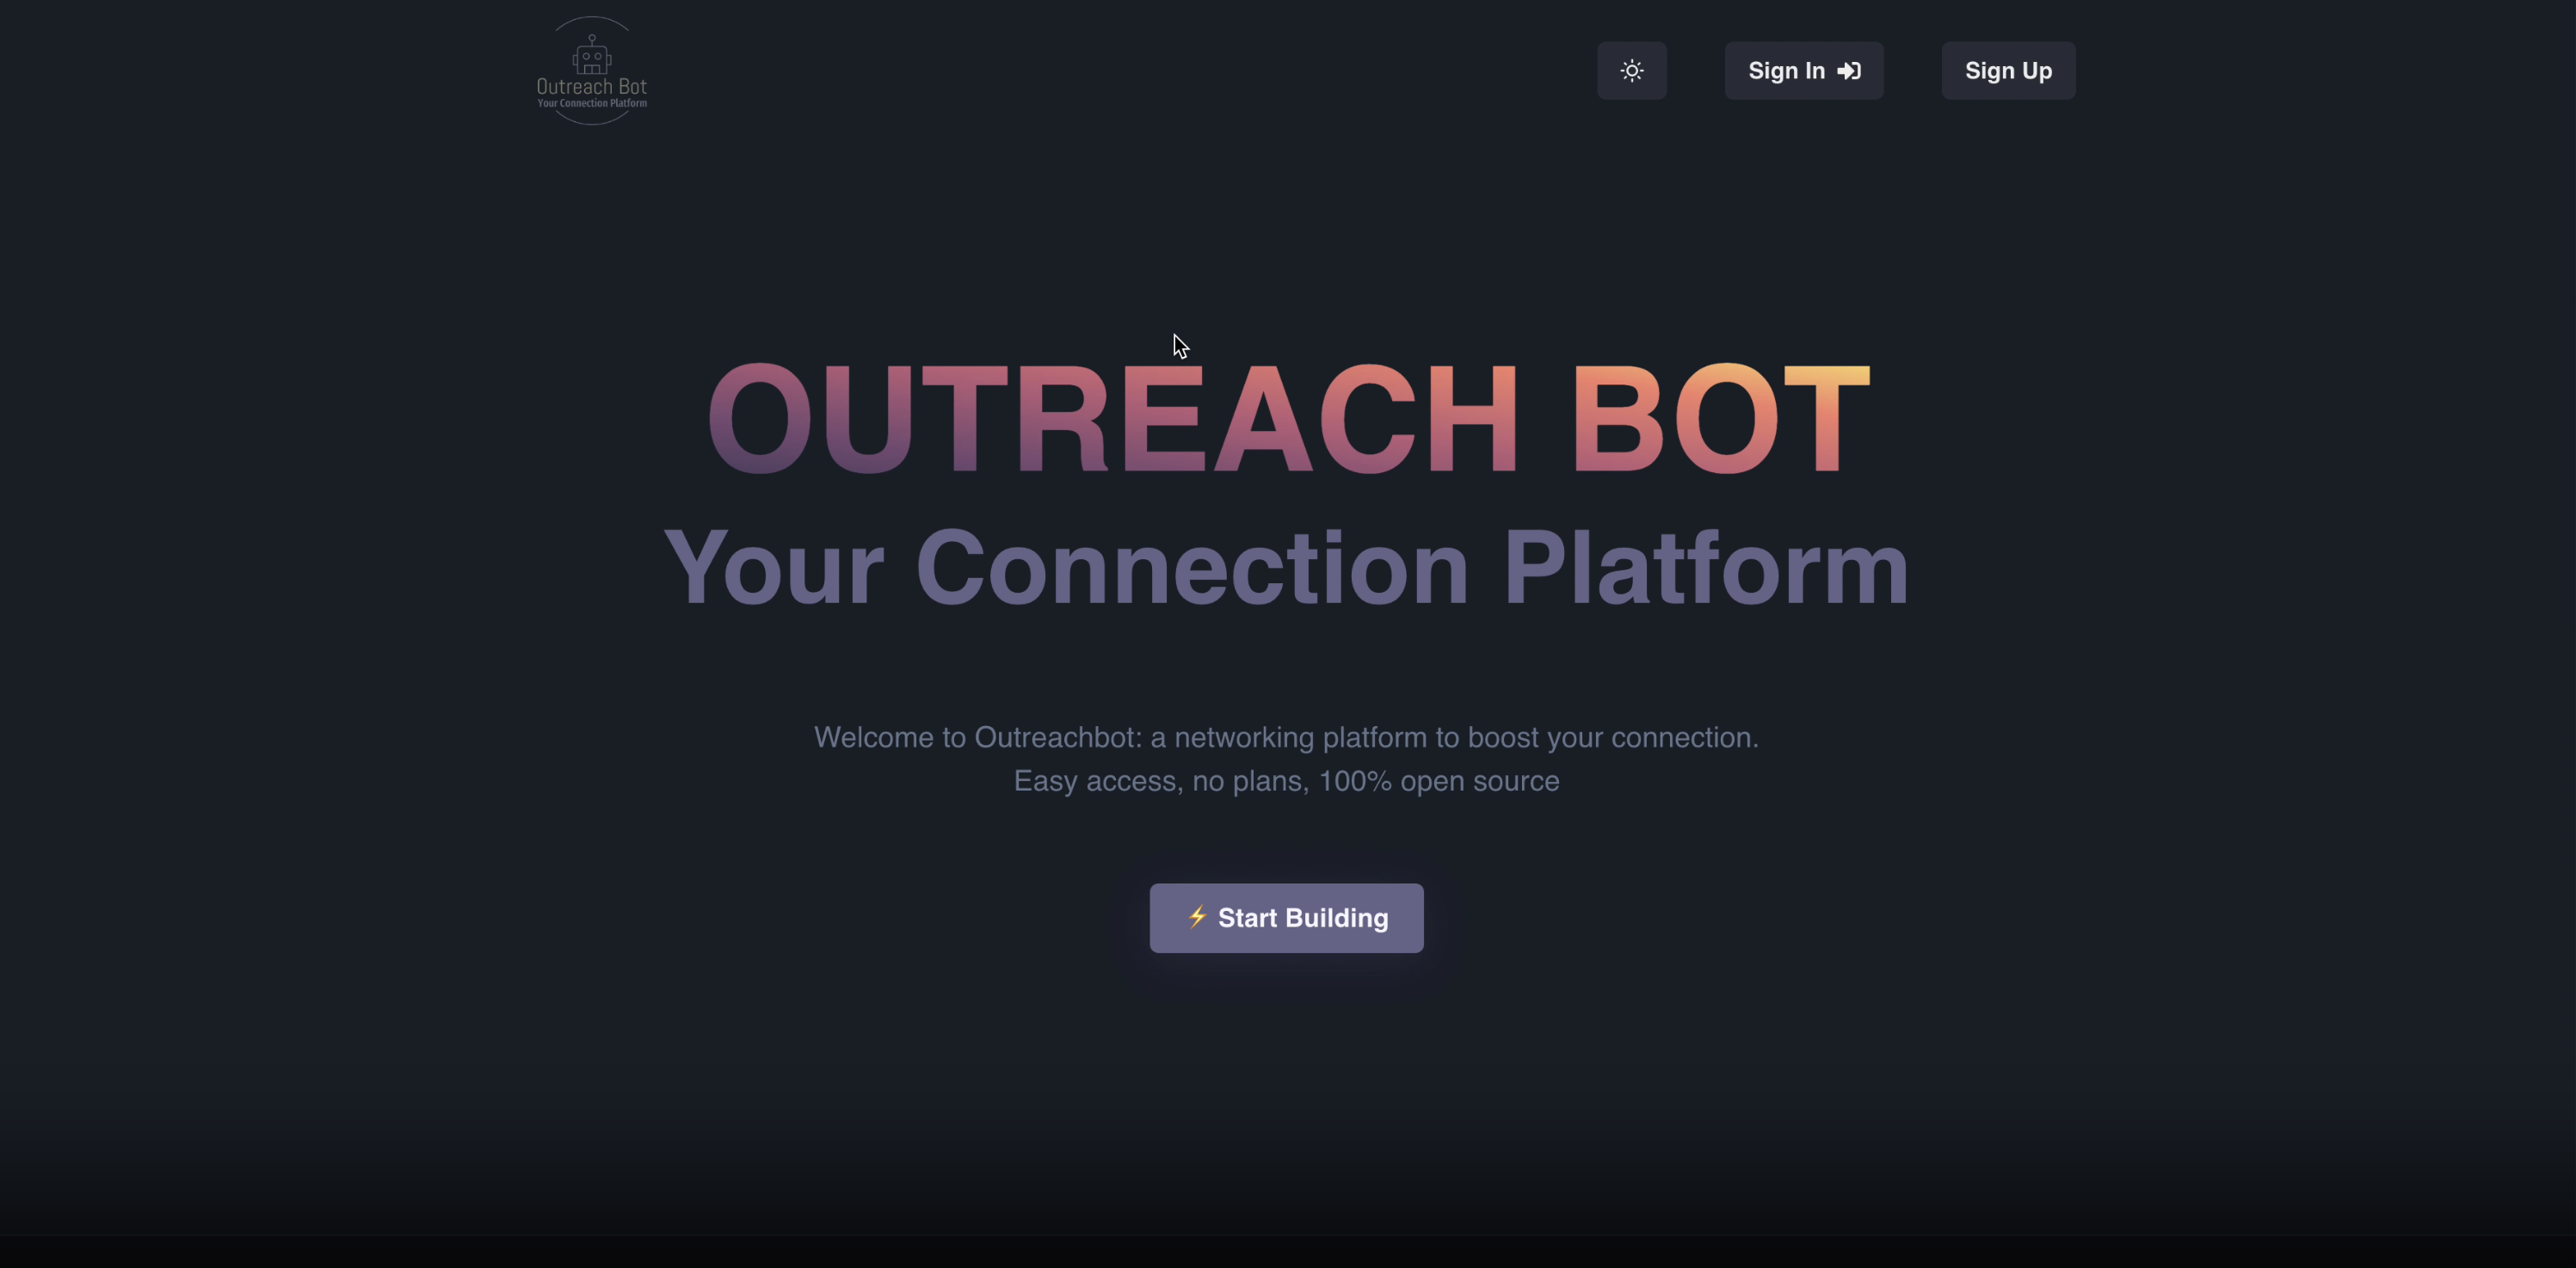 Outreach Bot
Your Connection Platform
Sign In
Sign Up
OUTREACH BOT
Your Connection Platform
Welcome to Outreachbot: a networking platform to boost your connection.
Easy access, no plans, 100% open source
⚡ Start Building